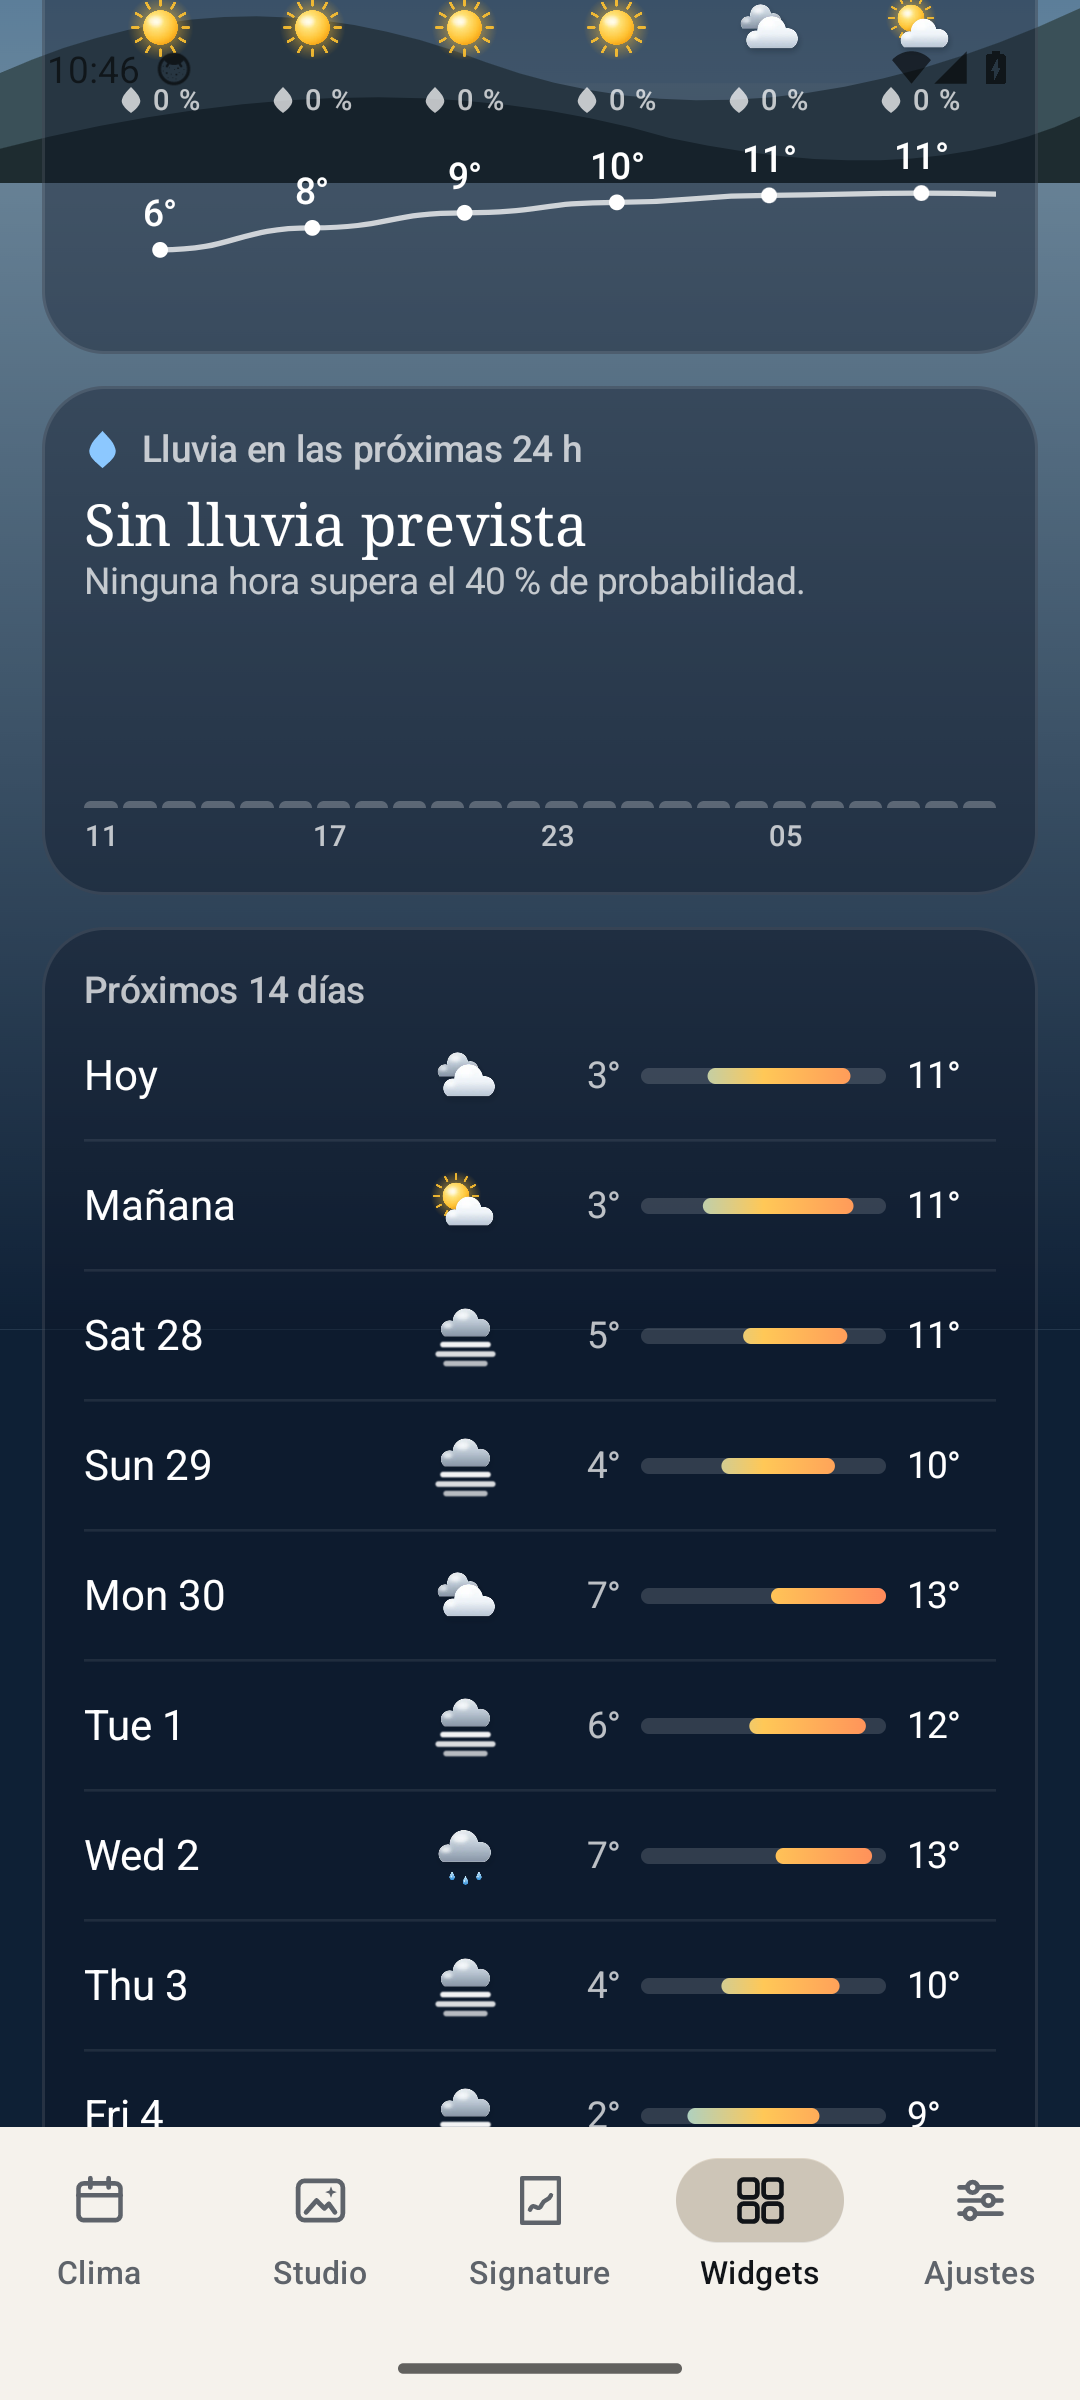 10:46
0 % 0 % 0 % 0 % 0 % 0 %
6° 8° 9° 10° 11° 11°
Lluvia en las próximas 24 h
Sin lluvia prevista
Ninguna hora supera el 40 % de probabilidad.
11 17 23 05
Próximos 14 días
Hoy 3° 11°
Mañana 3° 11°
Sat 28 5° 11°
Sun 29 4° 10°
Mon 30 7° 13°
Tue 1 6° 12°
Wed 2 7° 13°
Thu 3 4° 10°
Fri 4 2° 9°
Clima Studio Signature Widgets Ajustes